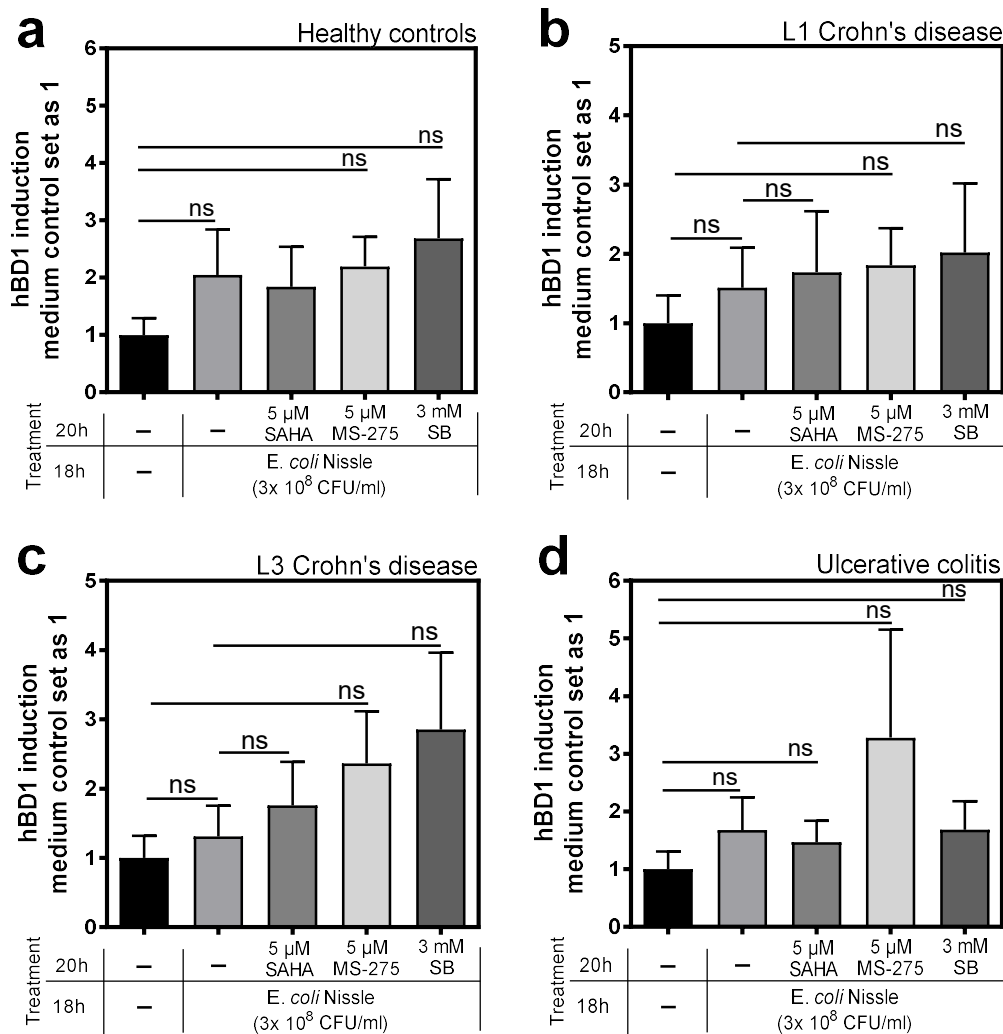 a
Healthy controls
hBD1 induction
medium control set as 1
6
5
4
3
2
1
0
ns
ns
ns
Treatment
20h
–
–
5 µM
SAHA
5 µM
MS-275
3 mM
SB
18h
–
E. coli Nissle
(3x 10⁸ CFU/ml)
b
L1 Crohn's disease
hBD1 induction
medium control set as 1
5
4
3
2
1
0
ns
ns
ns
ns
Treatment
20h
–
–
5 µM
SAHA
5 µM
MS-275
3 mM
SB
18h
–
E. coli Nissle
(3x 10⁸ CFU/ml)
c
L3 Crohn's disease
hBD1 induction
medium control set as 1
5
4
3
2
1
0
ns
ns
ns
ns
Treatment
20h
–
–
5 µM
SAHA
5 µM
MS-275
3 mM
SB
18h
–
E. coli Nissle
(3x 10⁸ CFU/ml)
d
Ulcerative colitis
hBD1 induction
medium control set as 1
6
5
4
3
2
1
0
ns
ns
ns
ns
Treatment
20h
–
–
5 µM
SAHA
5 µM
MS-275
3 mM
SB
18h
–
E. coli Nissle
(3x 10⁸ CFU/ml)